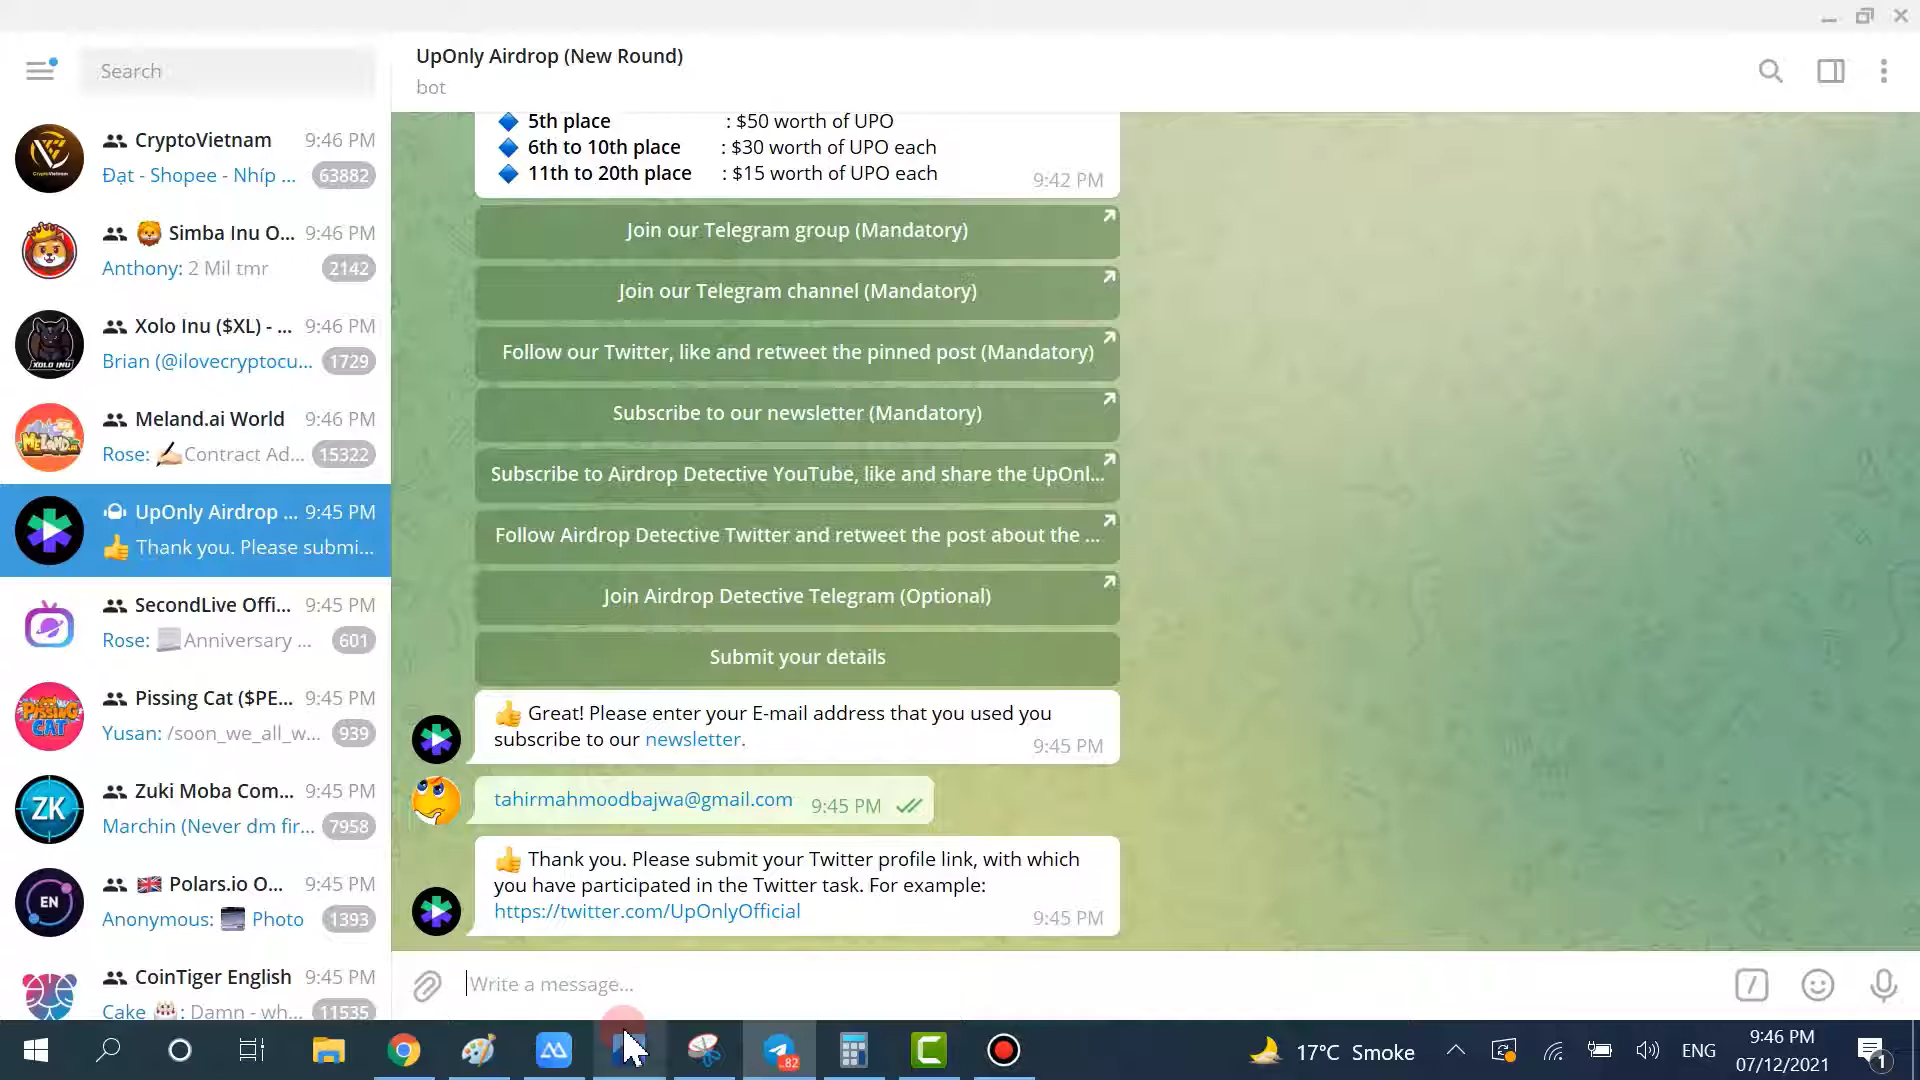 Search
CryptoVietnam 9:46 PM
Đạt - Shopee - Nhíp ... 63882
Simba Inu O... 9:46 PM
Anthony: 2 Mil tmr 2142
Xolo Inu ($XL) - ... 9:46 PM
Brian (@ilovecryptocu... 1729
Meland.ai World 9:46 PM
Rose: ✍🏻Contract Ad... 15322
UpOnly Airdrop ... 9:45 PM
👍 Thank you. Please submi...
SecondLive Offi... 9:45 PM
Rose: Anniversary ... 601
Pissing Cat ($PE... 9:45 PM
Yusan: /soon_we_all_w... 939
Zuki Moba Com... 9:45 PM
Marchin (Never dm fir... 7958
Polars.io O... 9:45 PM
Anonymous: Photo 1393
CoinTiger English 9:45 PM
Cake 🎂: Damn - wh... 11535
UpOnly Airdrop (New Round)
bot
🔷 5th place : $50 worth of UPO
🔷 6th to 10th place : $30 worth of UPO each
🔷 11th to 20th place : $15 worth of UPO each
9:42 PM
Join our Telegram group (Mandatory)
Join our Telegram channel (Mandatory)
Follow our Twitter, like and retweet the pinned post (Mandatory)
Subscribe to our newsletter (Mandatory)
Subscribe to Airdrop Detective YouTube, like and share the UpOnl...
Follow Airdrop Detective Twitter and retweet the post about the ...
Join Airdrop Detective Telegram (Optional)
Submit your details
👍 Great! Please enter your E-mail address that you used you
subscribe to our newsletter.
9:45 PM
tahirmahmoodbajwa@gmail.com 9:45 PM
👍 Thank you. Please submit your Twitter profile link, with which
you have participated in the Twitter task. For example:
https://twitter.com/UpOnlyOfficial
9:45 PM
Write a message...
17°C Smoke
ENG
9:46 PM
07/12/2021
1
CryptoVietnam
XOLO INU
MELAND
PISSING
CAT
ZK
EN
..82